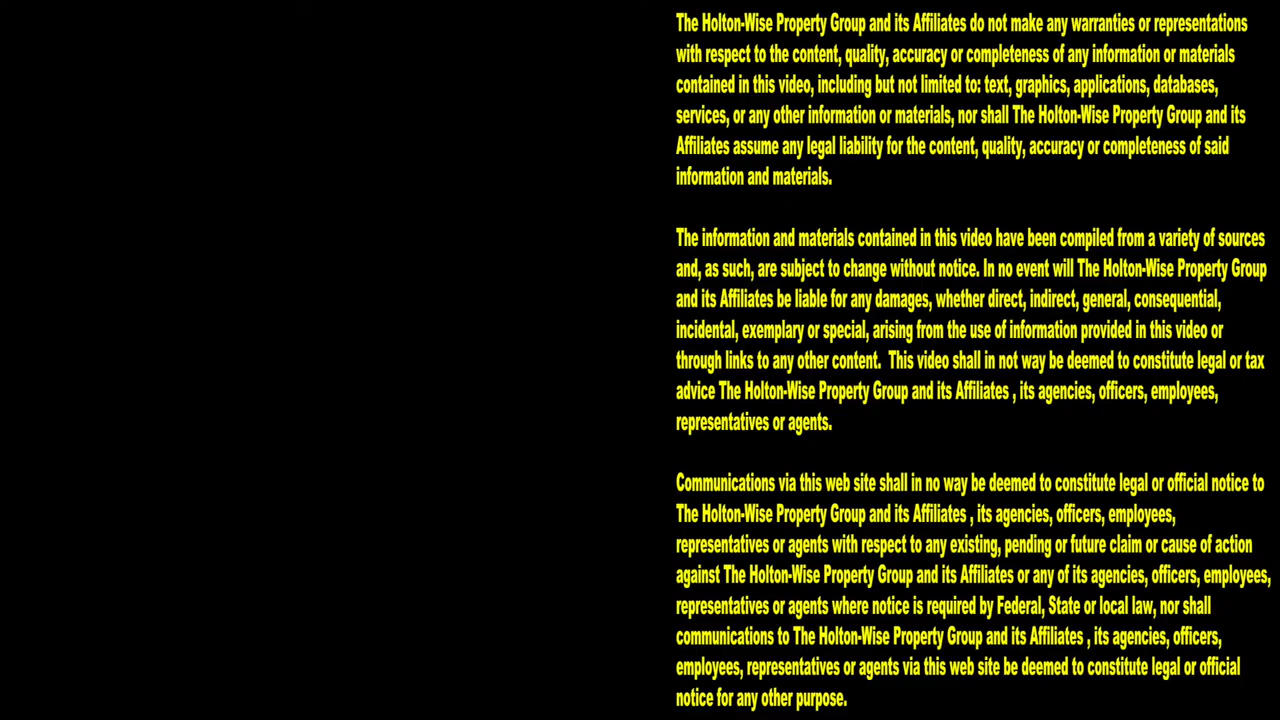 The Holton-Wise Property Group and its Affiliates do not make any warranties or representations
with respect to the content, quality, accuracy or completeness of any information or materials
contained in this video, including but not limited to: text, graphics, applications, databases,
services, or any other information or materials, nor shall The Holton-Wise Property Group and its
Affiliates assume any legal liability for the content, quality, accuracy or completeness of said
information and materials.
The information and materials contained in this video have been compiled from a variety of sources
and, as such, are subject to change without notice. In no event will The Holton-Wise Property Group
and its Affiliates be liable for any damages, whether direct, indirect, general, consequential,
incidental, exemplary or special, arising from the use of information provided in this video or
through links to any other content.  This video shall in not way be deemed to constitute legal or tax
advice The Holton-Wise Property Group and its Affiliates , its agencies, officers, employees,
representatives or agents.
Communications via this web site shall in no way be deemed to constitute legal or official notice to
The Holton-Wise Property Group and its Affiliates , its agencies, officers, employees,
representatives or agents with respect to any existing, pending or future claim or cause of action
against The Holton-Wise Property Group and its Affiliates or any of its agencies, officers, employees,
representatives or agents where notice is required by Federal, State or local law, nor shall
communications to The Holton-Wise Property Group and its Affiliates , its agencies, officers,
employees, representatives or agents via this web site be deemed to constitute legal or official
notice for any other purpose.